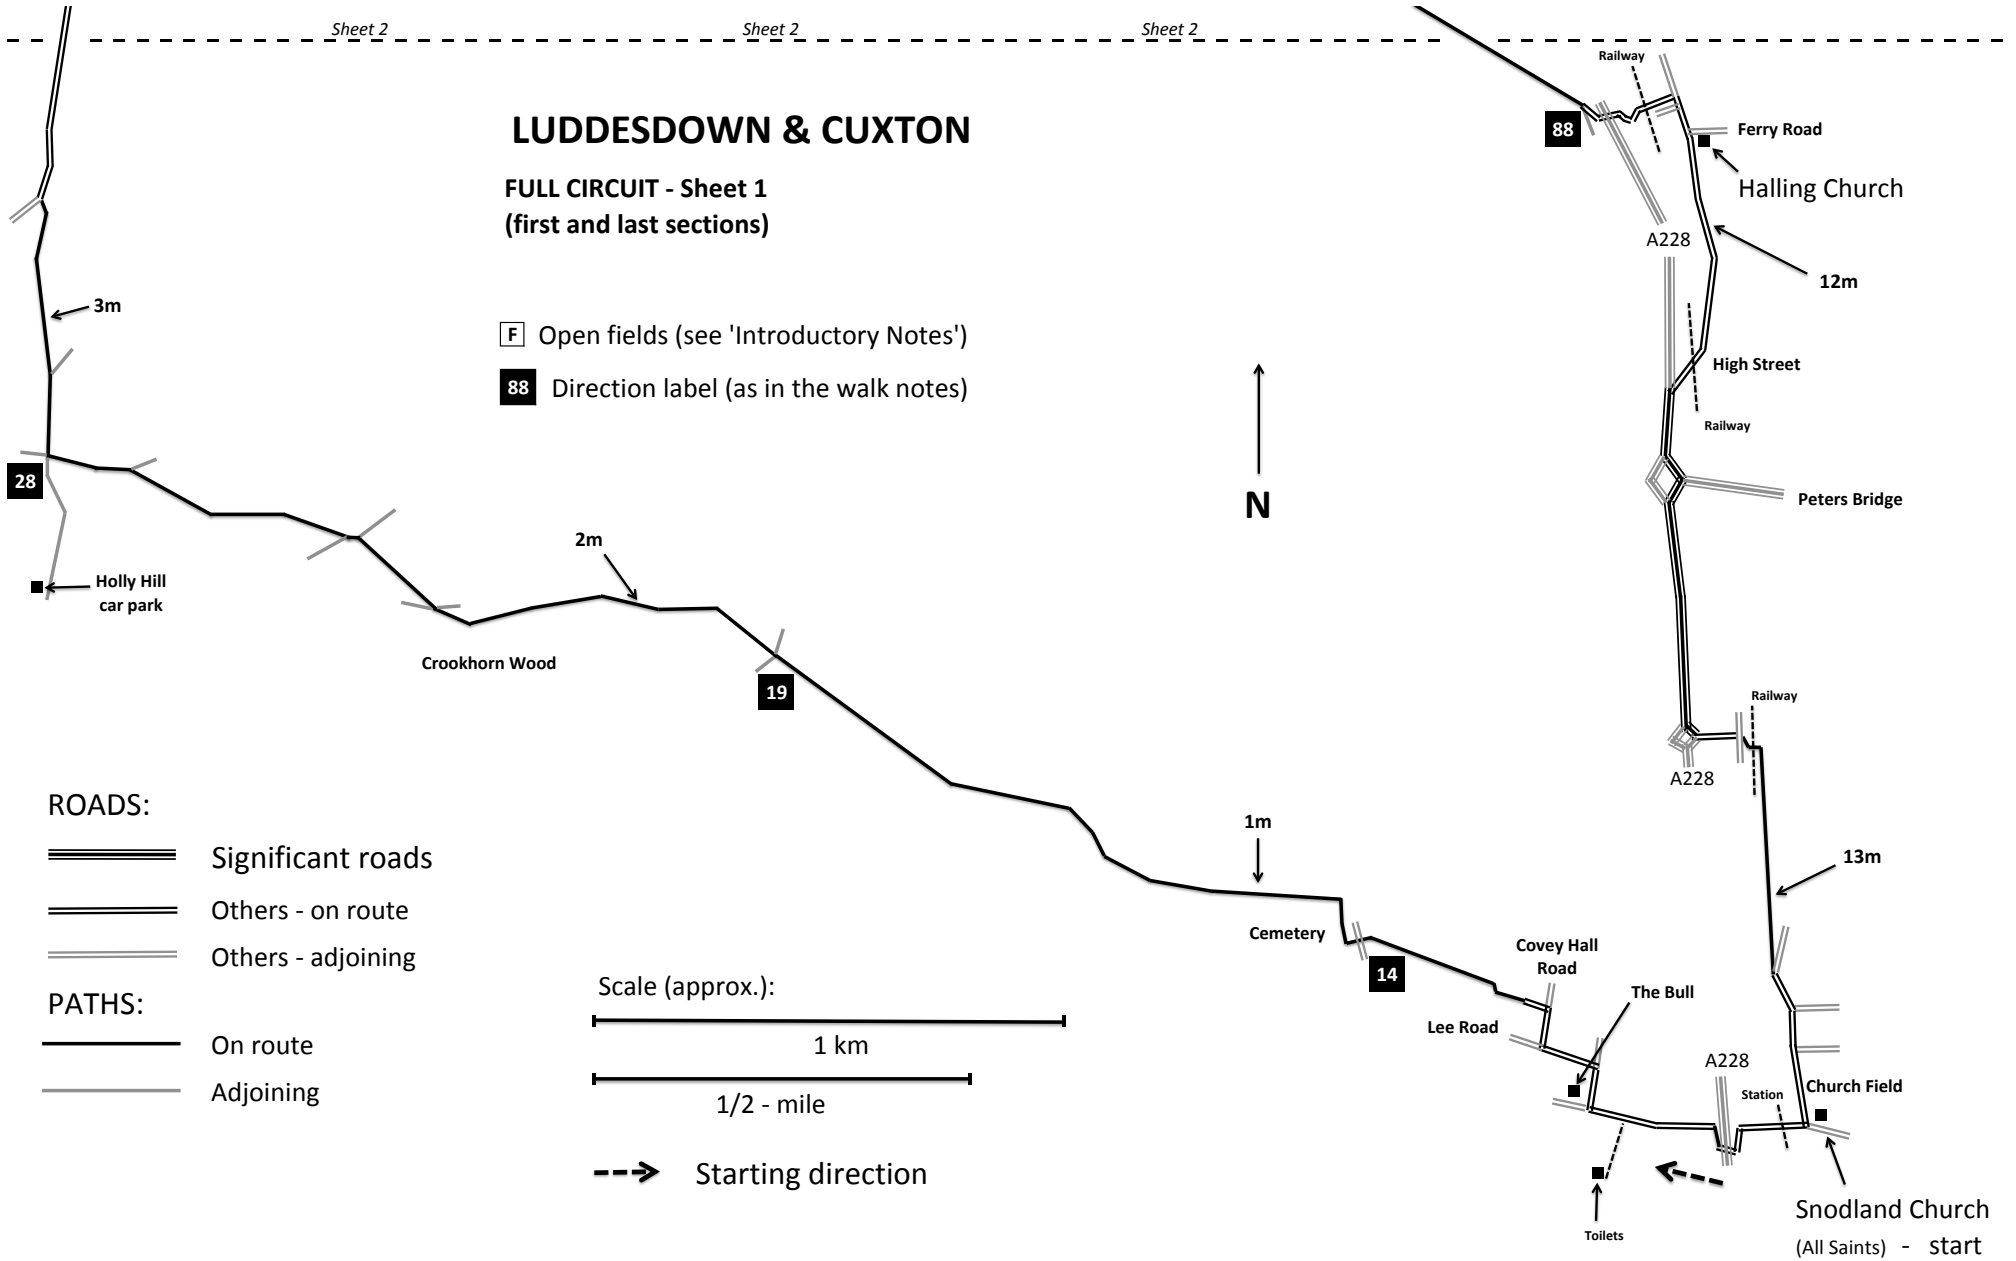 Sheet 2
Sheet 2
Sheet 2
Railway
LUDDESDOWN & CUXTON
88
Ferry Road
FULL CIRCUIT - Sheet 1
Halling Church
(first and last sections)
A228
12m
3m
F Open fields (see 'Introductory Notes')
High Street
88 Direction label (as in the walk notes)
Railway
28
N
Peters Bridge
2m
Holly Hill
car park
Crookhorn Wood
19
Railway
A228
ROADS:
1m
Significant roads
13m
Others - on route
Cemetery
Covey Hall
Road
Others - adjoining
14
Scale (approx.):
The Bull
PATHS:
Lee Road
1 km
On route
A228
Church Field
Adjoining
Station
1/2 - mile
Starting direction
Snodland Church
Toilets
(All Saints) - start